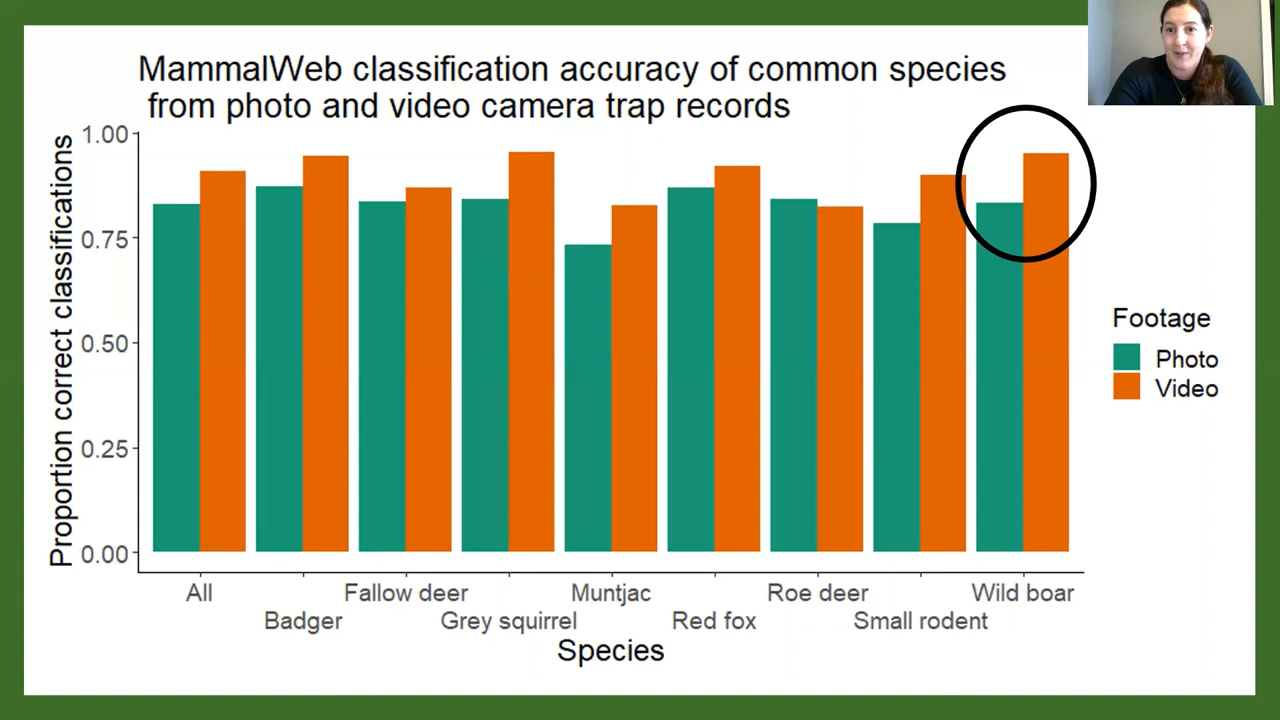 MammalWeb classification accuracy of common species
from photo and video camera trap records
Proportion correct classifications
1.00
0.75
0.50
0.25
0.00
All
Badger
Fallow deer
Grey squirrel
Muntjac
Red fox
Roe deer
Small rodent
Wild boar
Species
Footage
Photo
Video